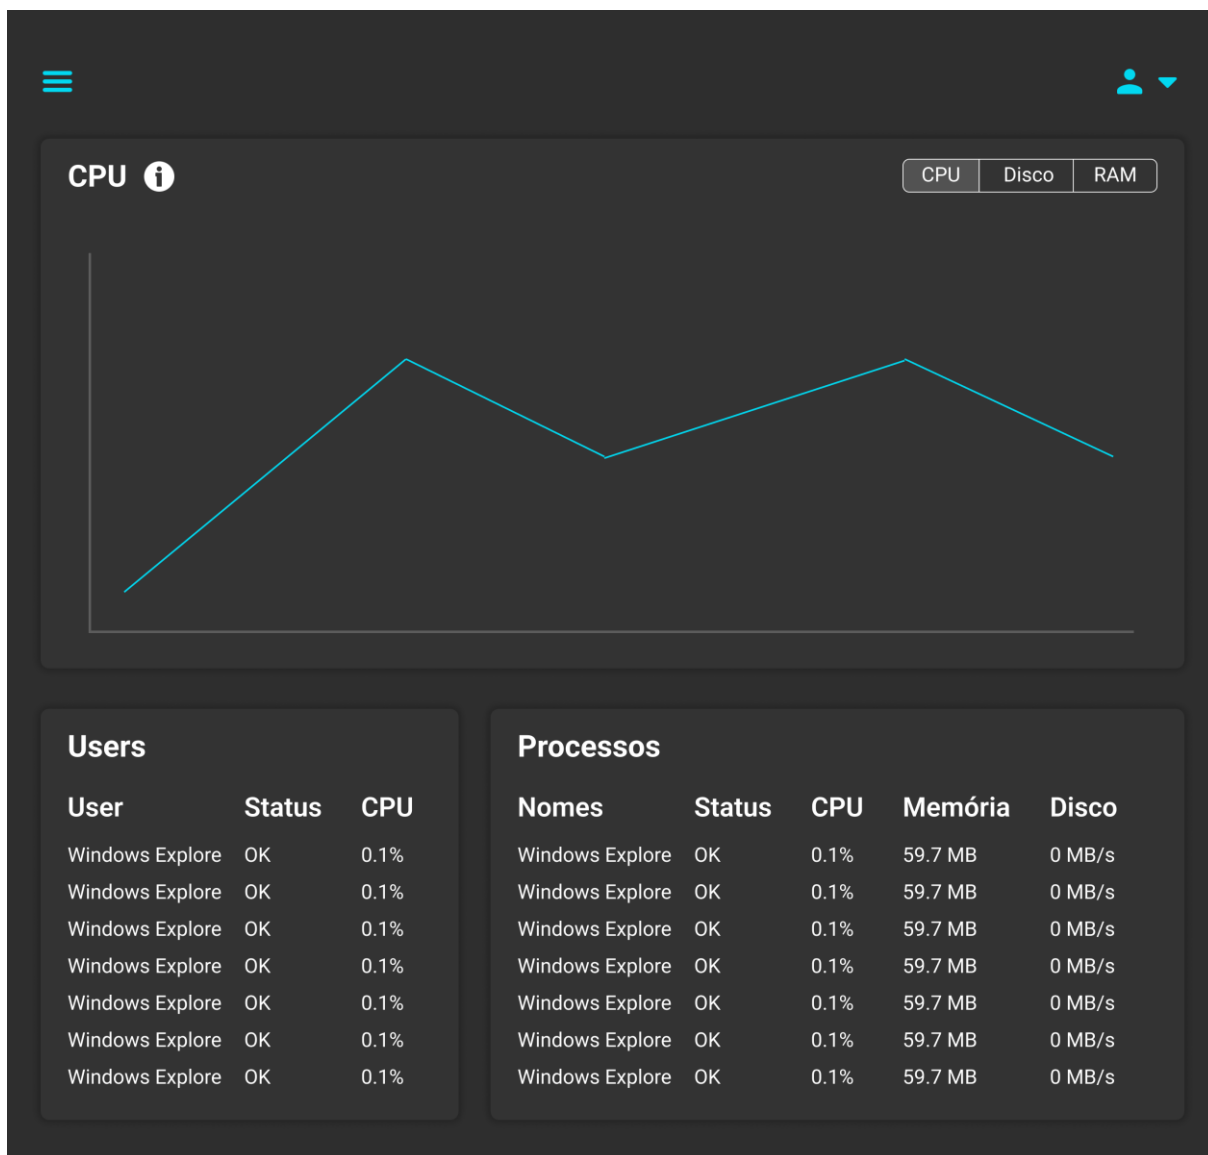 CPU
CPU Disco RAM
Users
User Status CPU
Windows Explore OK 0.1%
Windows Explore OK 0.1%
Windows Explore OK 0.1%
Windows Explore OK 0.1%
Windows Explore OK 0.1%
Windows Explore OK 0.1%
Windows Explore OK 0.1%
Processos
Nomes Status CPU Memória Disco
Windows Explore OK 0.1% 59.7 MB 0 MB/s
Windows Explore OK 0.1% 59.7 MB 0 MB/s
Windows Explore OK 0.1% 59.7 MB 0 MB/s
Windows Explore OK 0.1% 59.7 MB 0 MB/s
Windows Explore OK 0.1% 59.7 MB 0 MB/s
Windows Explore OK 0.1% 59.7 MB 0 MB/s
Windows Explore OK 0.1% 59.7 MB 0 MB/s